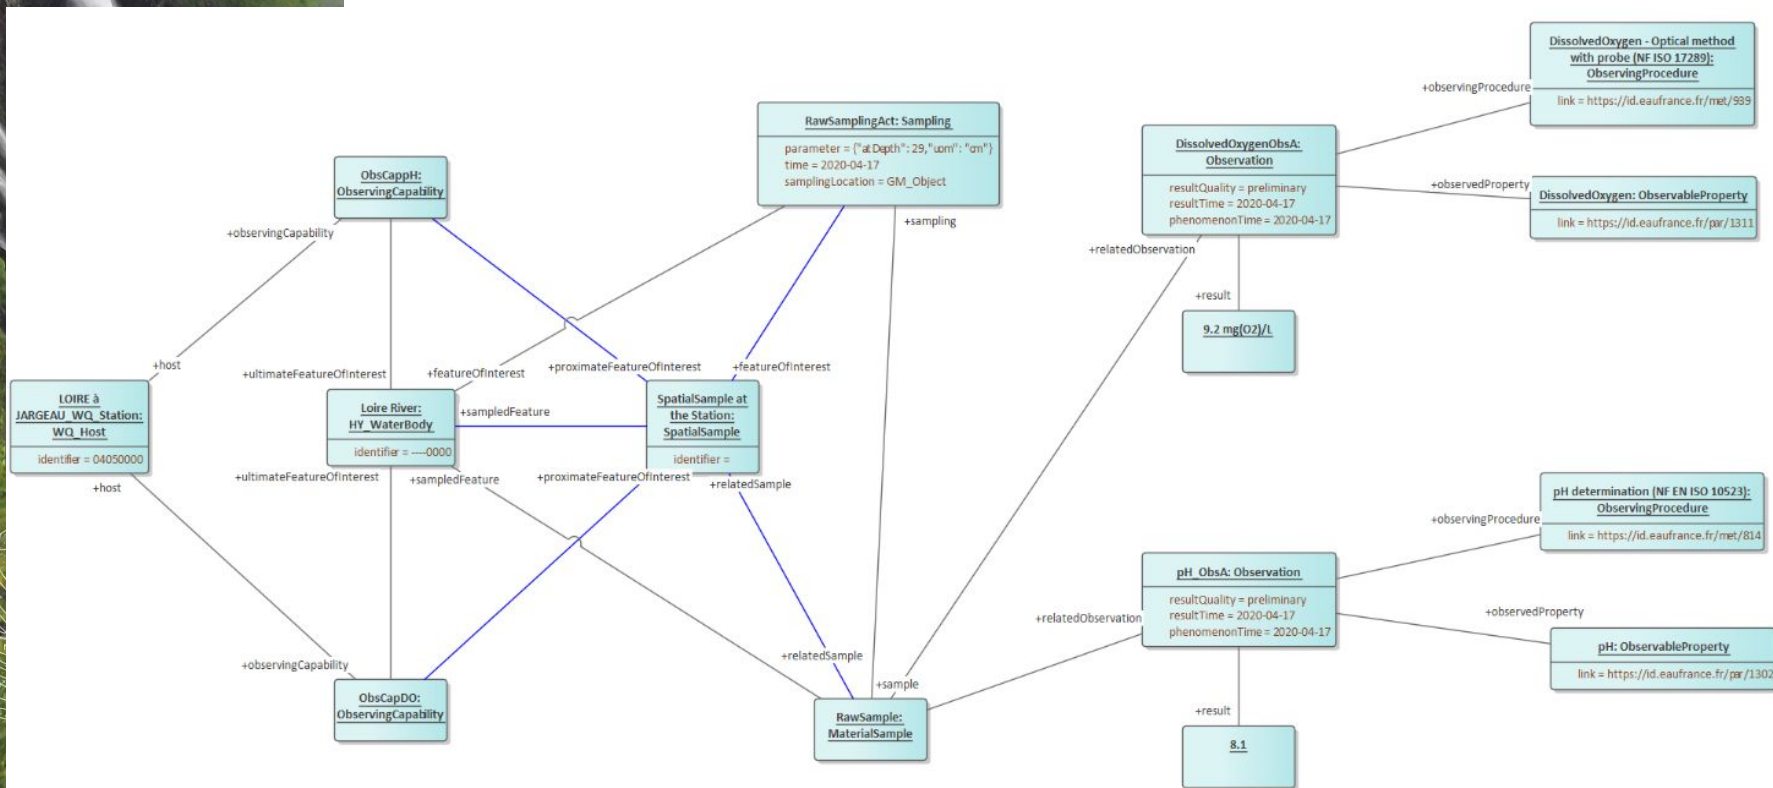 DissolvedOxygen - Optical method
with probe (NF ISO 17289):
ObservingProcedure
link = https://id.eaufrance.fr/met/939
+observingProcedure
RawSamplingAct: Sampling
parameter = {"atDepth": 29,"uom": "cm"}
time = 2020-04-17
samplingLocation = GM_Object
DissolvedOxygenObsA:
Observation
resultQuality = preliminary
resultTime = 2020-04-17
phenomenonTime = 2020-04-17
+observedProperty
DissolvedOxygen: ObservableProperty
link = https://id.eaufrance.fr/par/1311
ObsCappH:
ObservingCapability
+observingCapability
+sampling
+relatedObservation
+result
9.2 mg(O2)/L
+host
+ultimateFeatureOfInterest
+featureOfInterest
+proximateFeatureOfInterest
+featureOfInterest
LOIRE à
JARGEAU_WQ_Station:
WQ_Host
identifier = 04050000
Loire River:
HY_WaterBody
identifier = ----0000
+sampledFeature
SpatialSample at
the Station:
SpatialSample
identifier =
+host
+ultimateFeatureOfInterest
+sampledFeature
+proximateFeatureOfInterest
+relatedSample
pH determination (NF EN ISO 10523):
ObservingProcedure
link = https://id.eaufrance.fr/met/814
+observingProcedure
pH_ObsA: Observation
resultQuality = preliminary
resultTime = 2020-04-17
phenomenonTime = 2020-04-17
+observedProperty
+relatedObservation
pH: ObservableProperty
link = https://id.eaufrance.fr/par/1302
+observingCapability
+relatedSample
+sample
ObsCapDO:
ObservingCapability
RawSample:
MaterialSample
+result
8.1